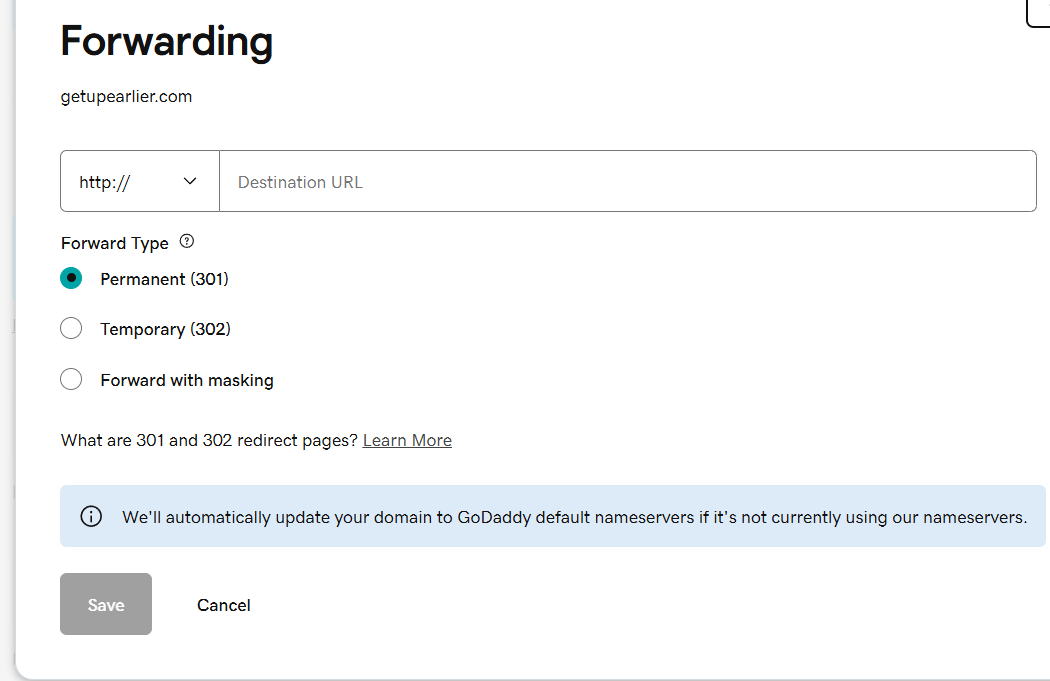 Forwarding
getupearlier.com
http://
Destination URL
Forward Type
Permanent (301)
Temporary (302)
Forward with masking
What are 301 and 302 redirect pages? Learn More
We'll automatically update your domain to GoDaddy default nameservers if it's not currently using our nameservers.
Save
Cancel